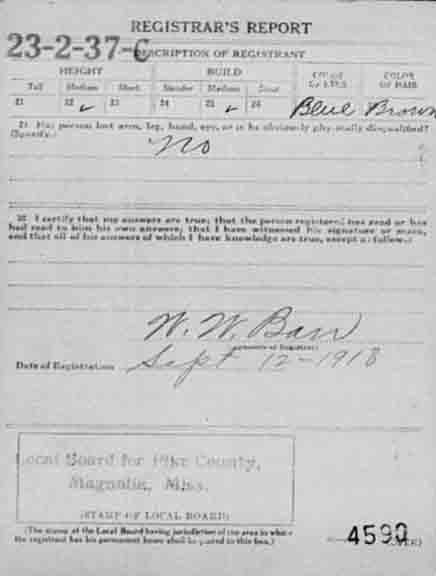 REGISTRAR'S REPORT
23-2-37-C
DESCRIPTION OF REGISTRANT
HEIGHT BUILD COLOR OF EYES COLOR OF HAIR
Tall Medium Short Slender Medium Stout
21 22 ✓ 23 24 25 ✓ 26 Blue Brown
29 Has person lost arm, leg, hand, eye, or is he obviously physically disqualified?
(Specify.)
No
30 I certify that my answers are true; that the person registered has read or has
had read to him his own answers; that I have witnessed his signature or mark,
and that all of his answers of which I have knowledge are true, except as follows:
W. W. Barr
(Signature of Registrar)
Date of Registration Sept 12-1918
Local Board for Pike County,
Magnolia, Miss.
(STAMP OF LOCAL BOARD)
(The stamp of the Local Board having jurisdiction of the area in which
the registrant has his permanent home shall be placed in this box.)
4590
(OVER)